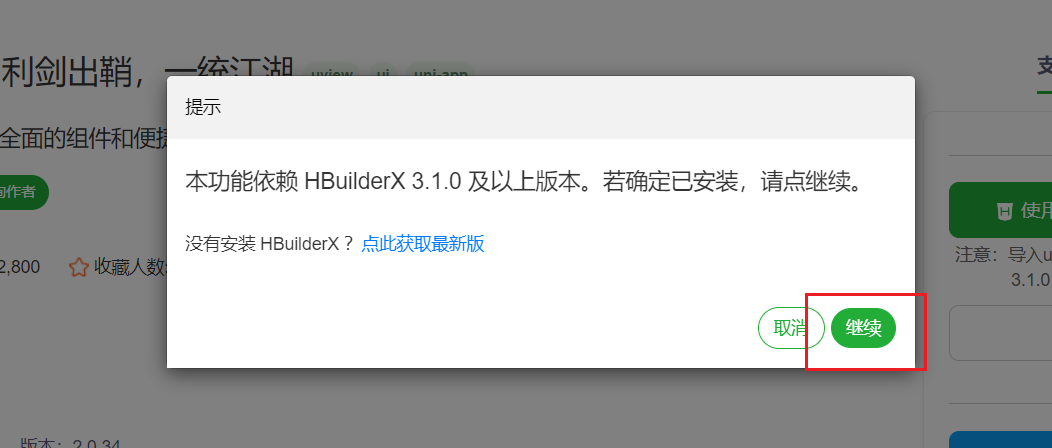 利剑出鞘，一统江湖 uview ui uni-app
支
提示
全面的组件和便捷
本功能依赖 HBuilderX 3.1.0 及以上版本。若确定已安装，请点继续。
作者
使用
没有安装 HBuilderX ？ 点此获取最新版
注意：导入u
2,800 收藏人数:
3.1.0
取消 继续
版本：2.0.34